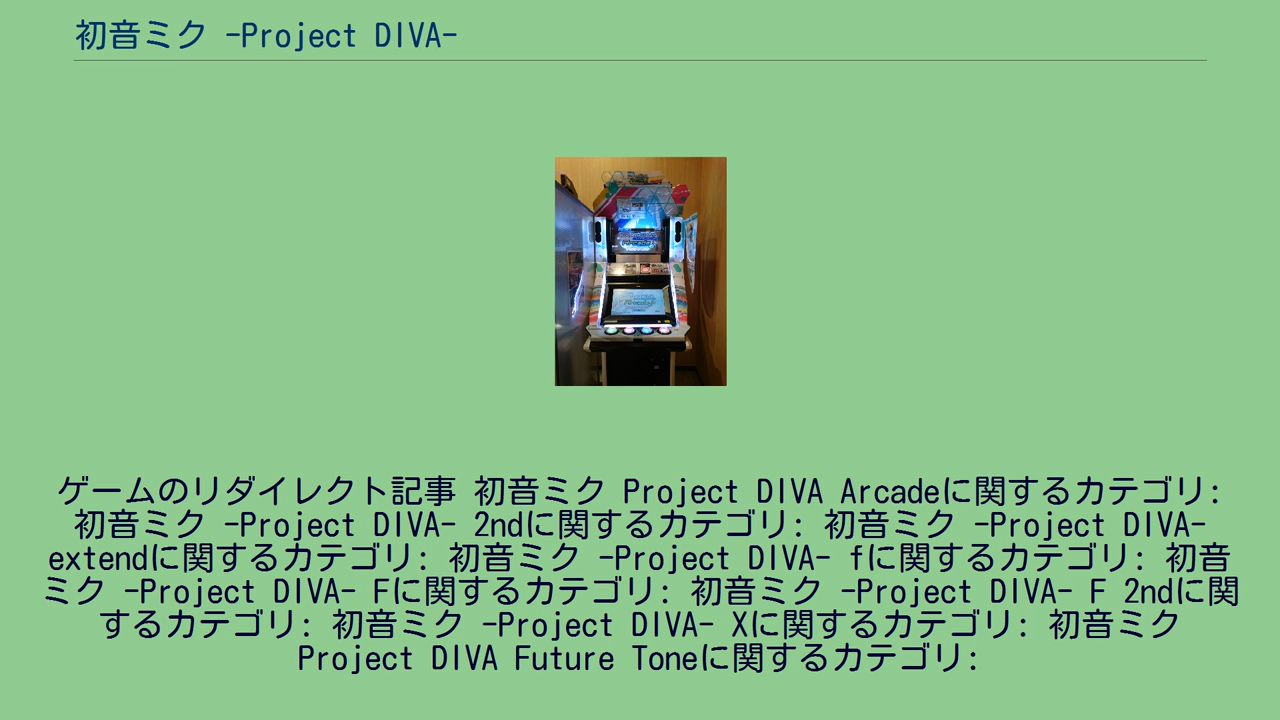 初音ミク -Project DIVA-
ゲームのリダイレクト記事 初音ミク Project DIVA Arcadeに関するカテゴリ:
初音ミク -Project DIVA- 2ndに関するカテゴリ: 初音ミク -Project DIVA-
extendに関するカテゴリ: 初音ミク -Project DIVA- fに関するカテゴリ: 初音
ミク -Project DIVA- Fに関するカテゴリ: 初音ミク -Project DIVA- F 2ndに関
するカテゴリ: 初音ミク -Project DIVA- Xに関するカテゴリ: 初音ミク
Project DIVA Future Toneに関するカテゴリ: